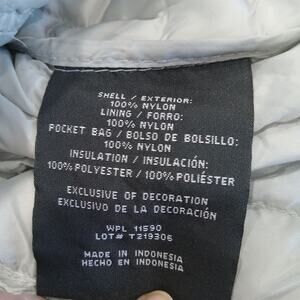 SHELL / EXTERIOR:
100% NYLON
LINING / FORRO:
100% NYLON
POCKET BAG / BOLSO DE BOLSILLO:
100% NYLON
INSULATION / INSULACIÓN:
100% POLYESTER / 100% POLIÉSTER
EXCLUSIVE OF DECORATION
EXCLUSIVO DE LA DECORACIÓN
WPL 11590
LOT# T219306
MADE IN INDONESIA
HECHO EN INDONESIA